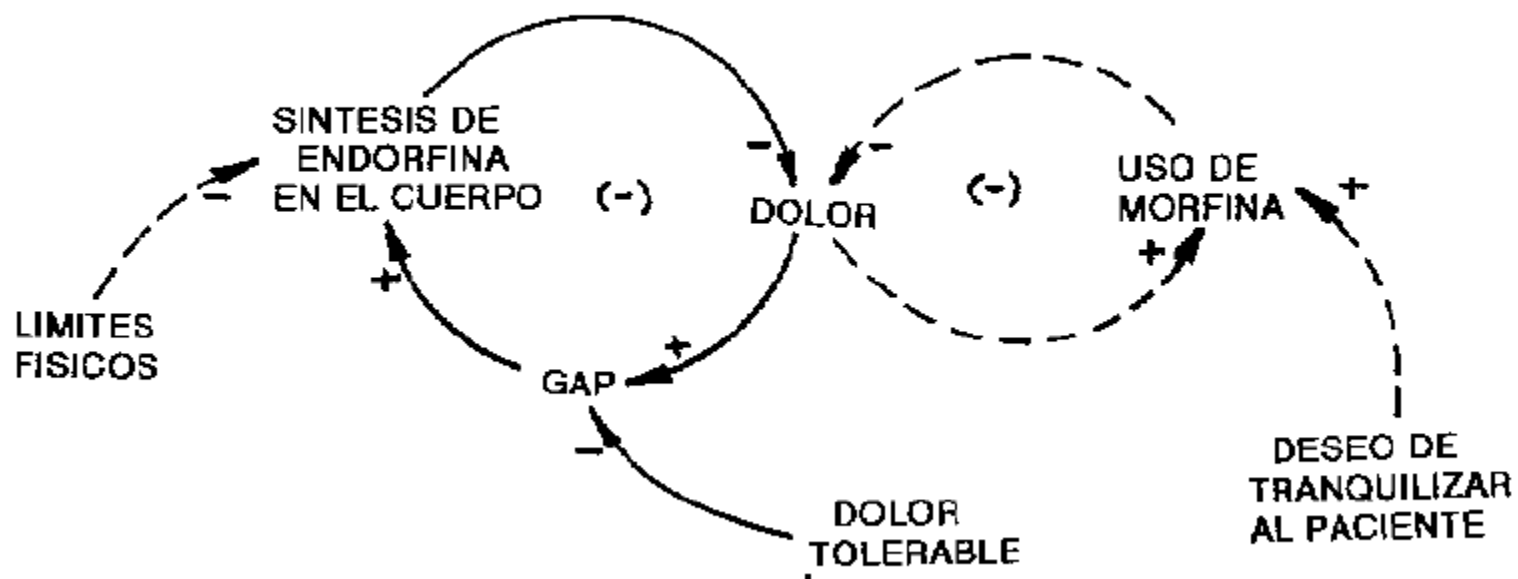 SINTESIS DE
ENDORFINA
EN EL CUERPO
(-)
-
DOLOR
-
(-)
USO DE
MORFINA
+
+
-
LIMITES
FISICOS
+
GAP
+
-
DOLOR
TOLERABLE
DESEO DE
TRANQUILIZAR
AL PACIENTE